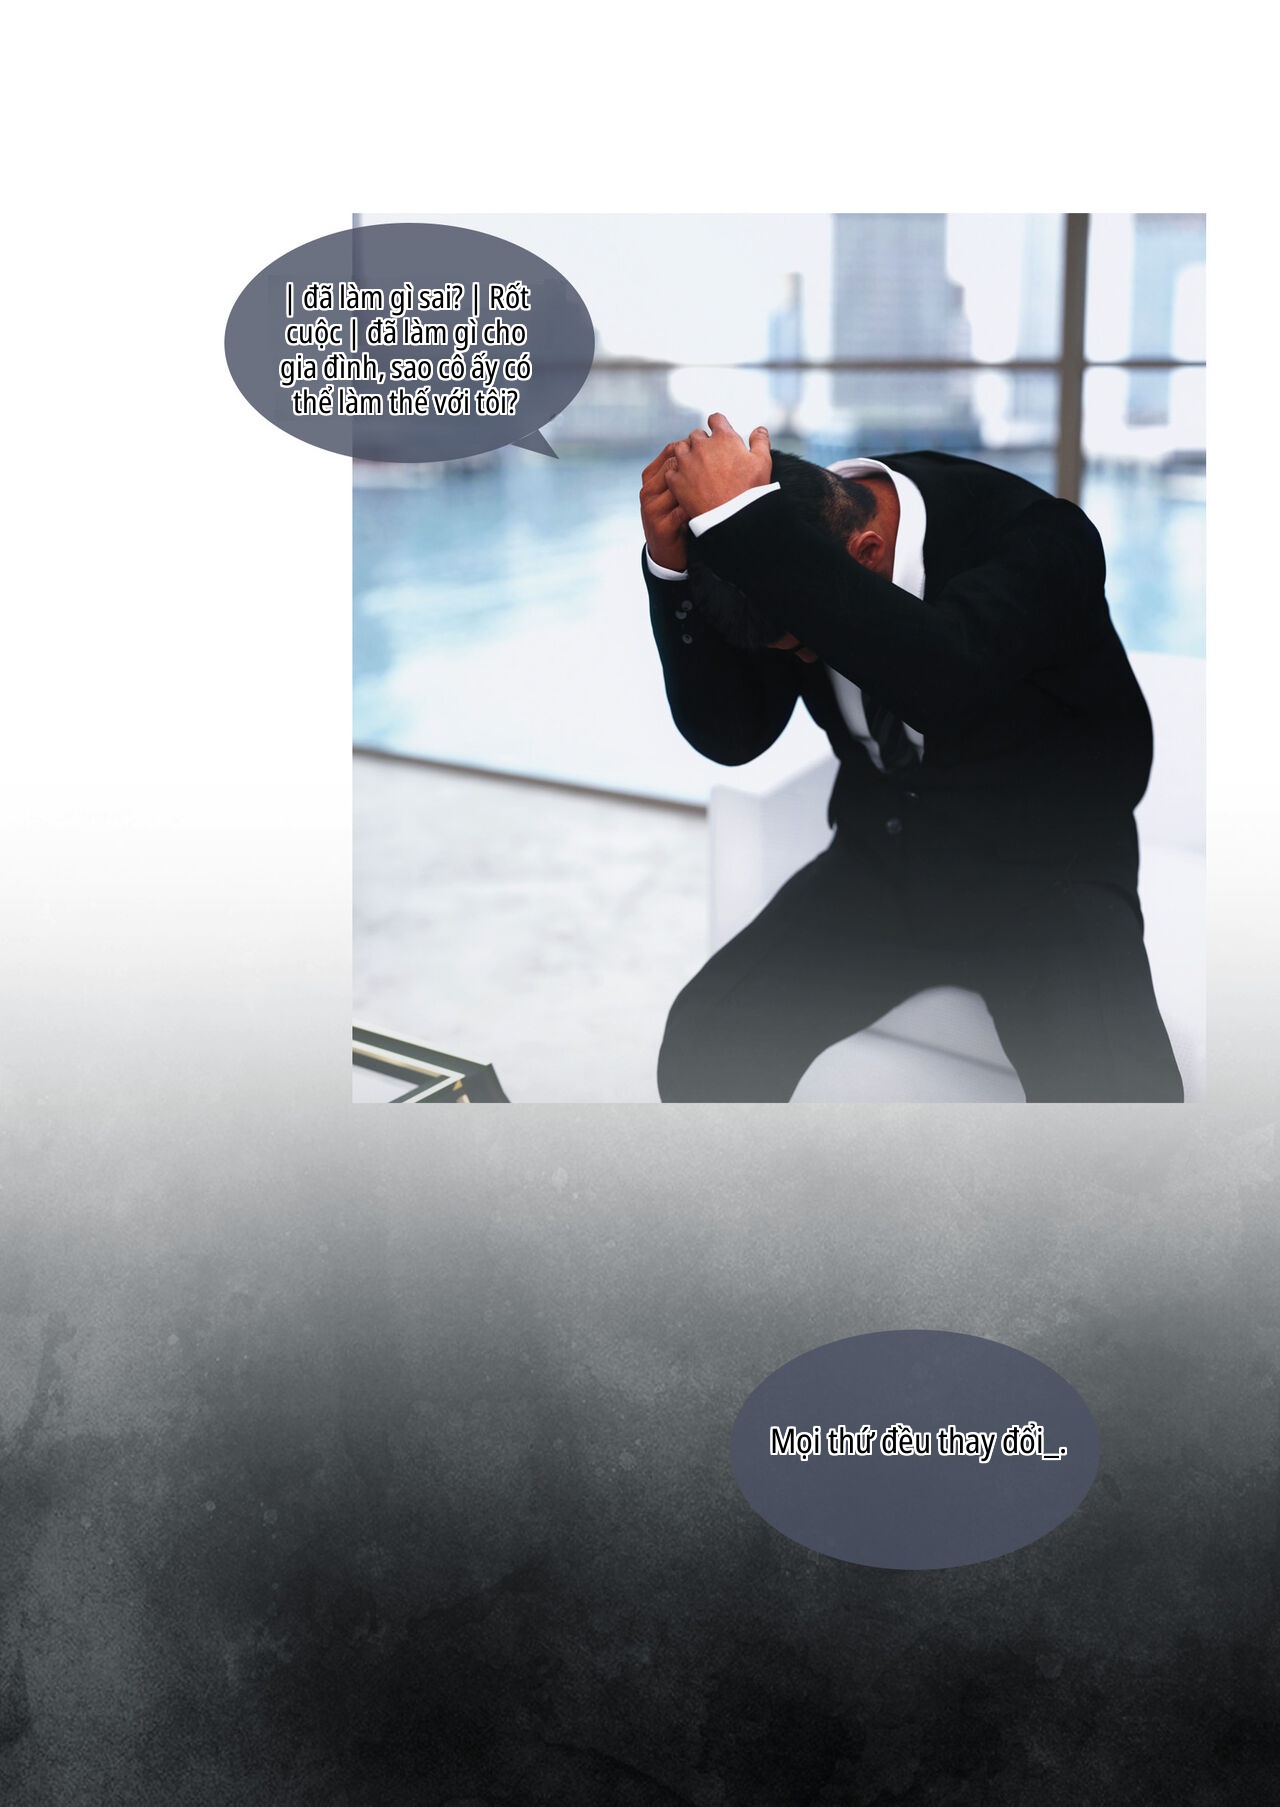 | đã làm gì sai? | Rốt
cuộc | đã làm gì cho
gia đình, sao cô ấy có
thể làm thế với tôi?
Mọi thứ đều thay đổi_.